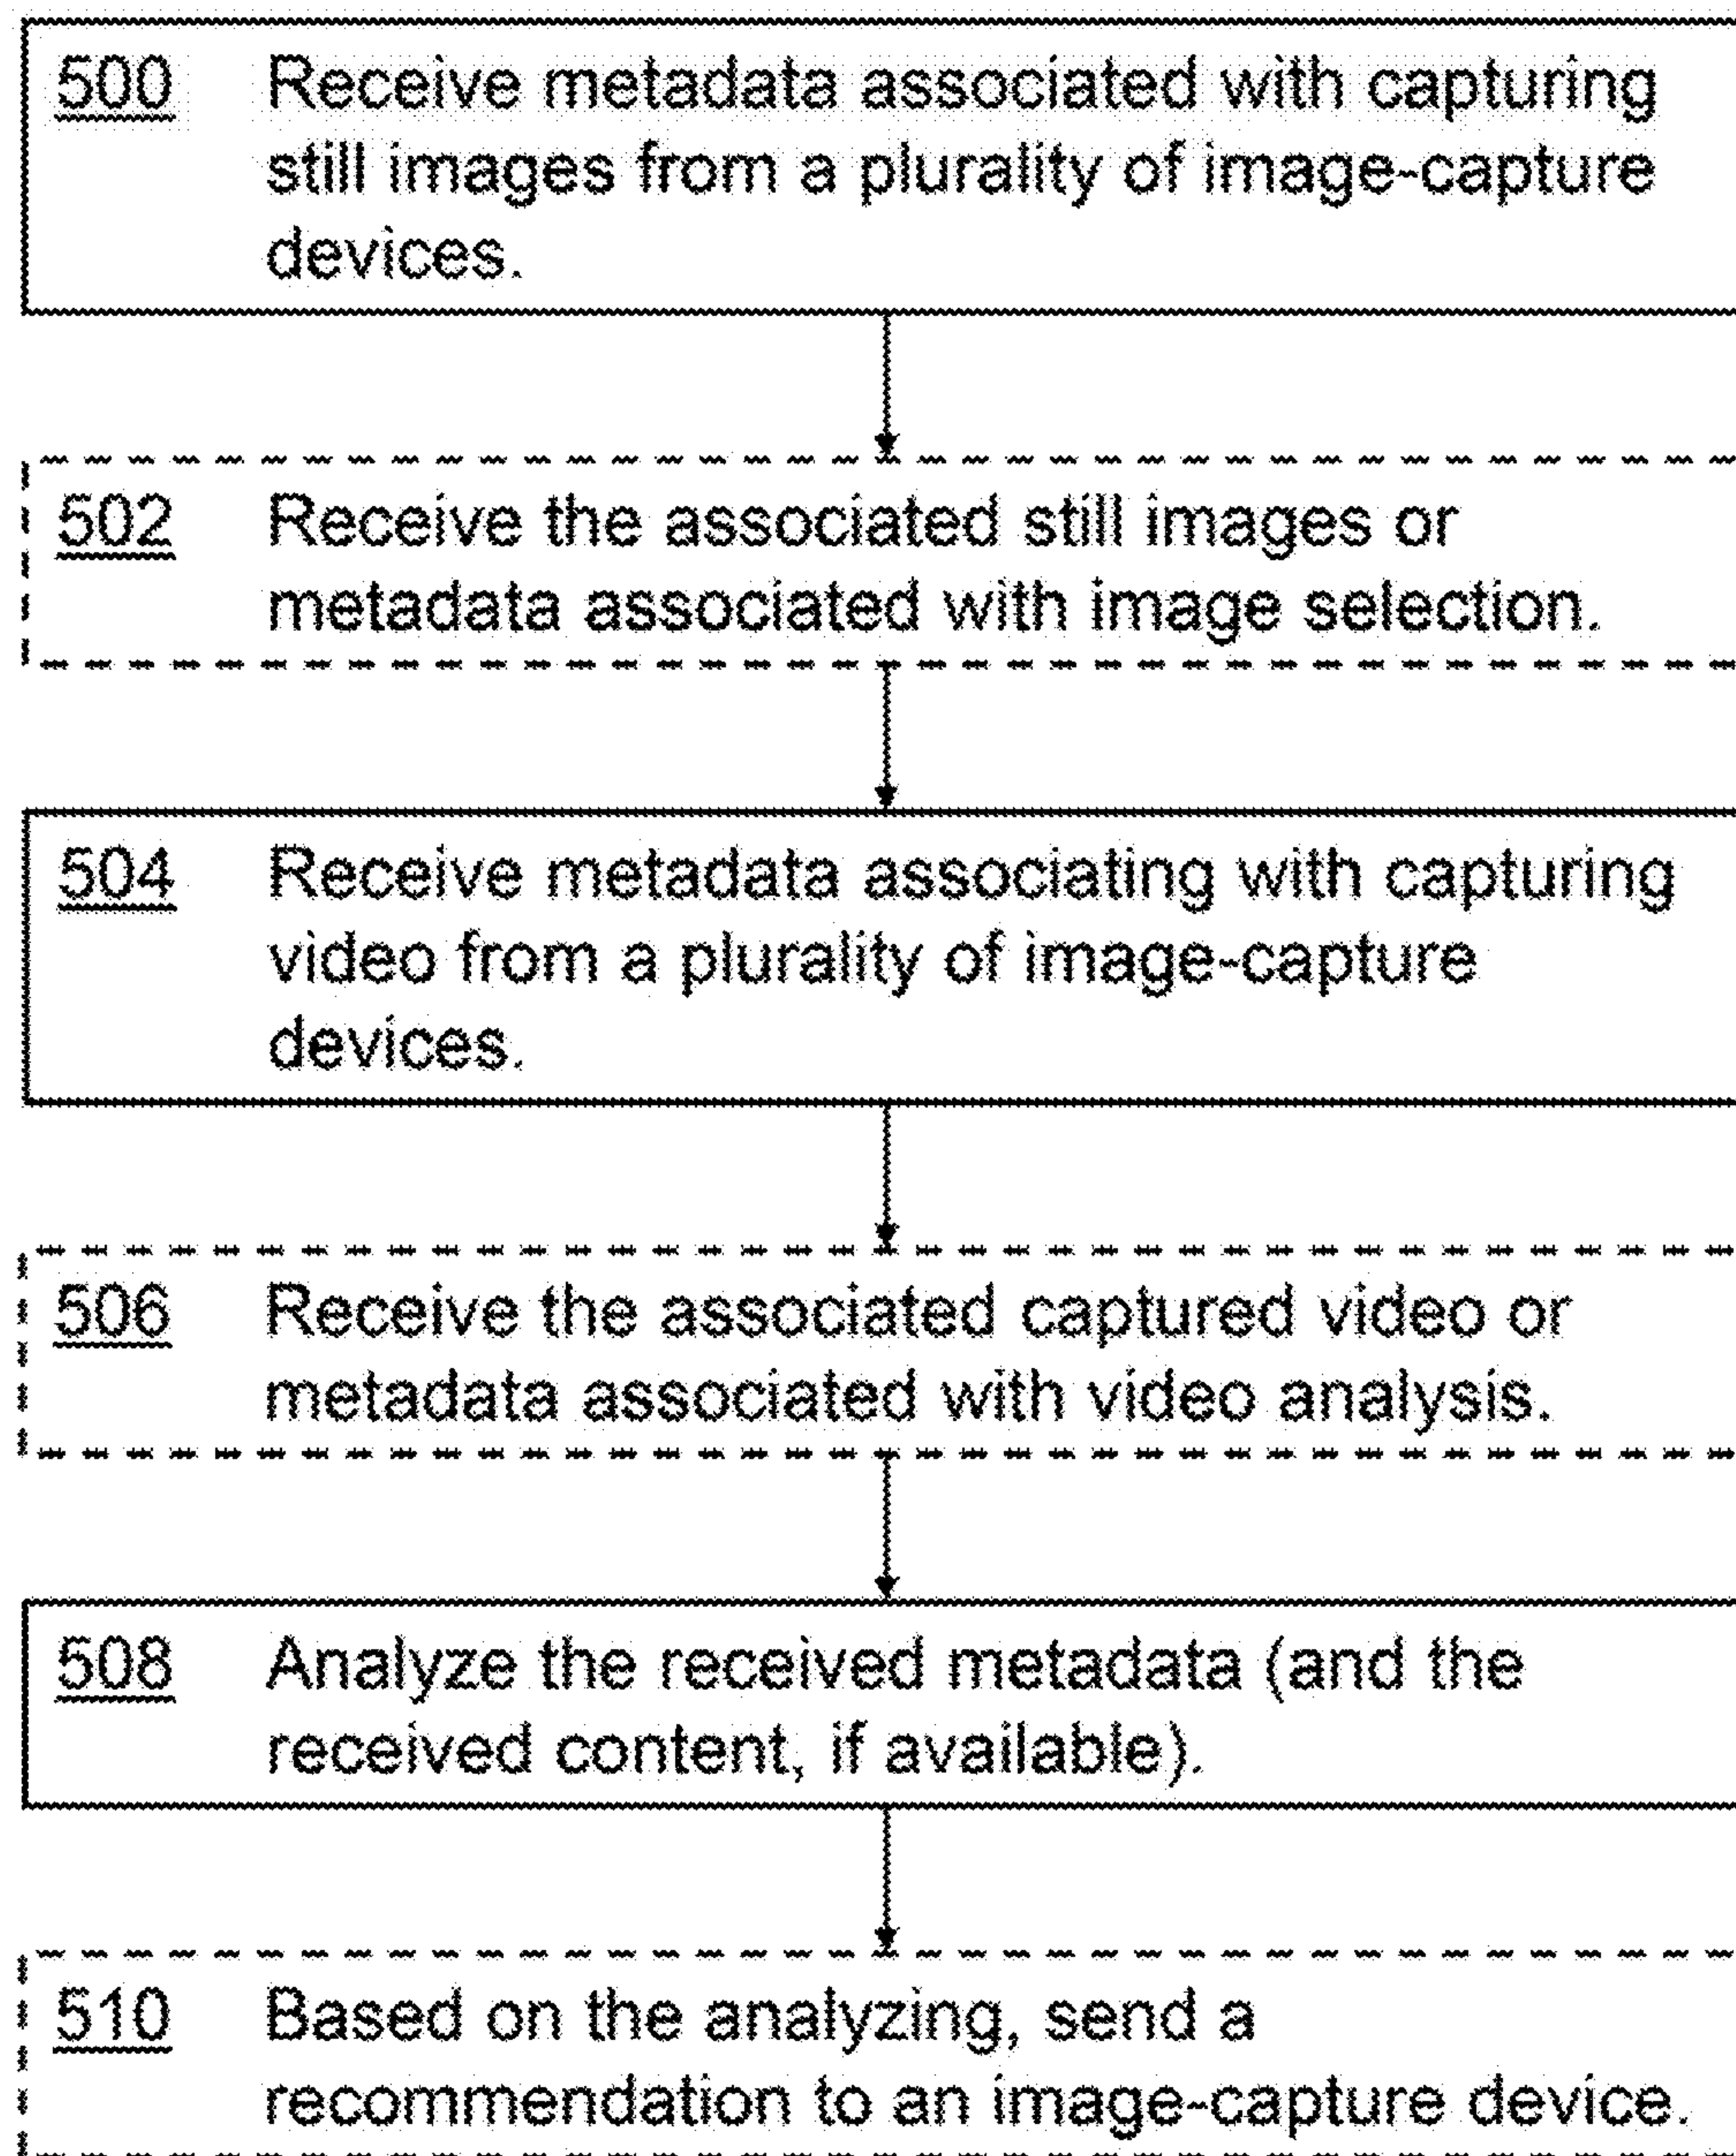 500 Receive metadata associated with capturing
still images from a plurality of image-capture
devices.
502 Receive the associated still images or
metadata associated with image selection.
504 Receive metadata associating with capturing
video from a plurality of image-capture
devices.
506 Receive the associated captured video or
metadata associated with video analysis.
508 Analyze the received metadata (and the
received content, if available).
510 Based on the analyzing, send a
recommendation to an image-capture device.